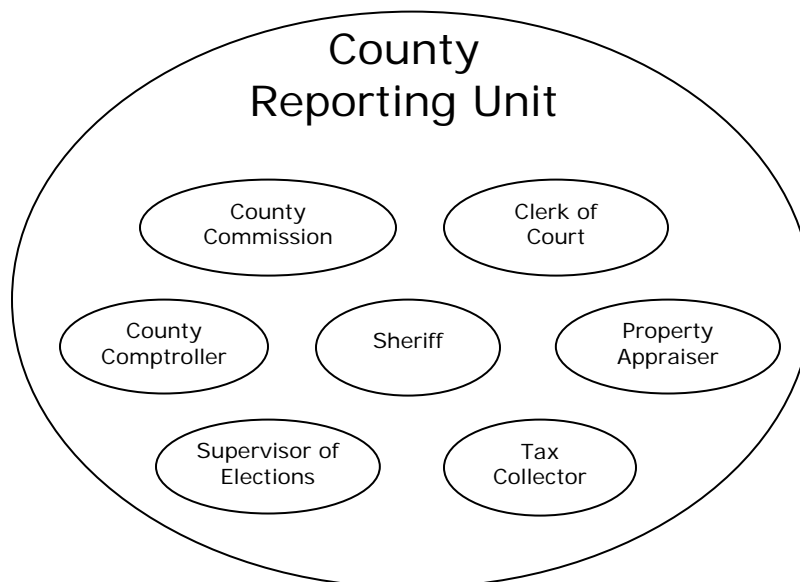 County
Reporting Unit
County
Commission
Clerk of
Court
County
Comptroller
Sheriff
Property
Appraiser
Supervisor of
Elections
Tax
Collector